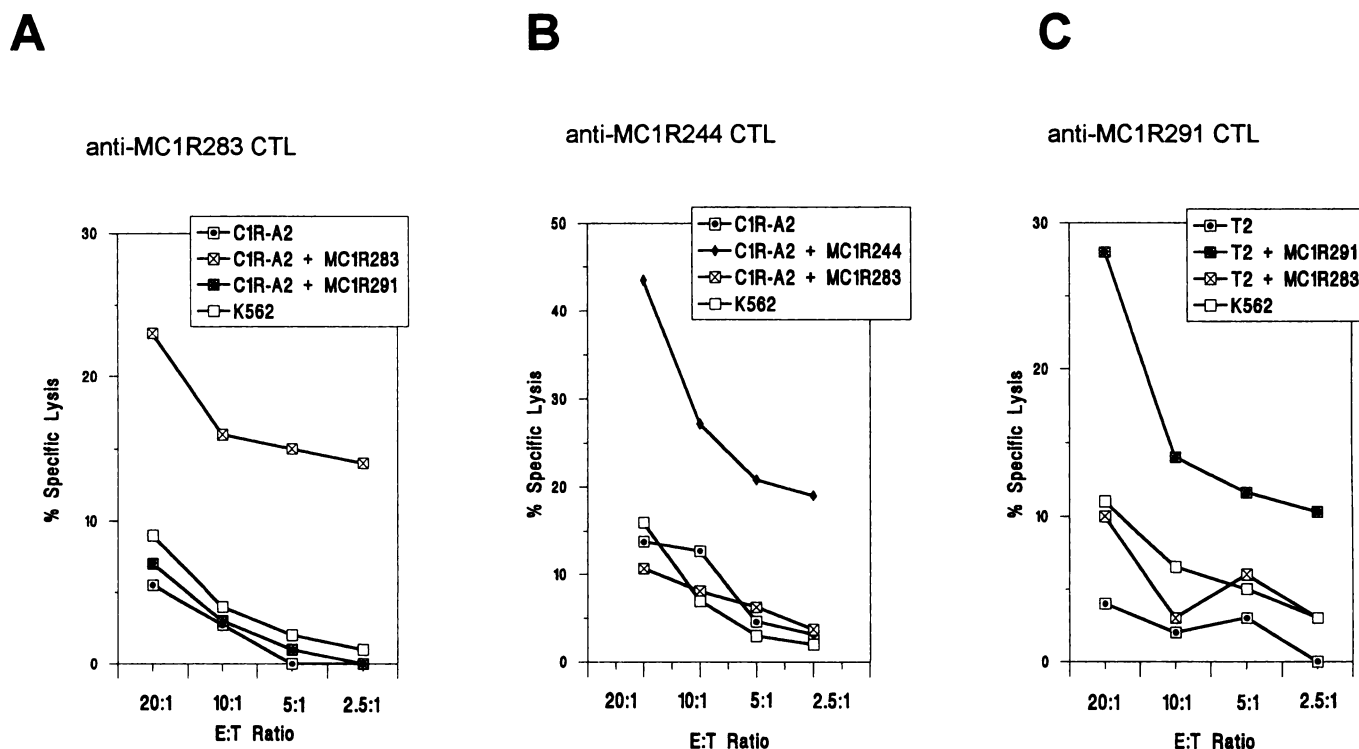 A
anti-MC1R283 CTL
C1R-A2
C1R-A2 + MC1R283
C1R-A2 + MC1R291
K562
30
20
10
0
% Specific Lysis
20:1 10:1 5:1 2.5:1
E:T Ratio
B
anti-MC1R244 CTL
C1R-A2
C1R-A2 + MC1R244
C1R-A2 + MC1R283
K562
50
40
30
20
10
0
% Specific Lysis
20:1 10:1 5:1 2.5:1
E:T Ratio
C
anti-MC1R291 CTL
T2
T2 + MC1R291
T2 + MC1R283
K562
30
20
10
0
% Specific Lysis
20:1 10:1 5:1 2.5:1
E:T Ratio